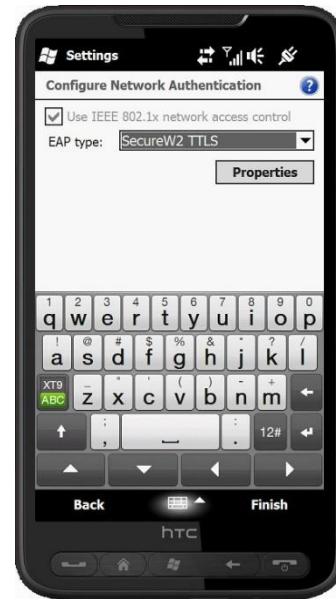 Settings
Configure Network Authentication ?
Use IEEE 802.1x network access control
EAP type: SecureW2 TTLS
Properties
1 2 3 4 5 6 7 8 9 0
q w e r t y u i o p
! @ # $ % & * ? /
a s d f g h j k l
XT9 _ " ' ( ) - +
ABC z x c v b n m
; :
, . 12#
Back Finish
hTC